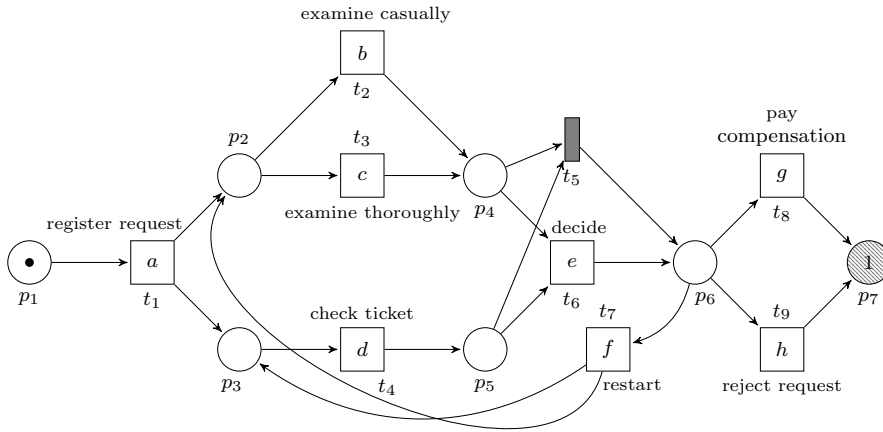 examine casually
b
t2
pay
compensation
p2
t3
c
examine thoroughly
p4
t5
g
t8
register request
a
t1
p1
decide
e
t6
p6
1
p7
check ticket
d
t4
p3
p5
t7
f
restart
t9
h
reject request